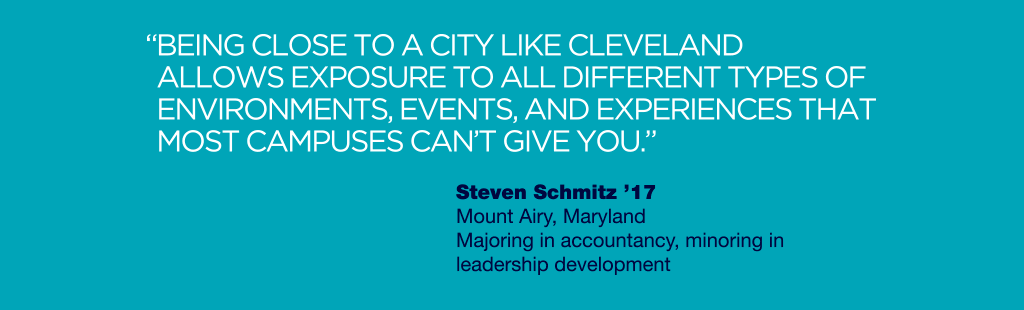 “BEING CLOSE TO A CITY LIKE CLEVELAND
ALLOWS EXPOSURE TO ALL DIFFERENT TYPES OF
ENVIRONMENTS, EVENTS, AND EXPERIENCES THAT
MOST CAMPUSES CAN’T GIVE YOU.”
Steven Schmitz ’17
Mount Airy, Maryland
Majoring in accountancy, minoring in
leadership development